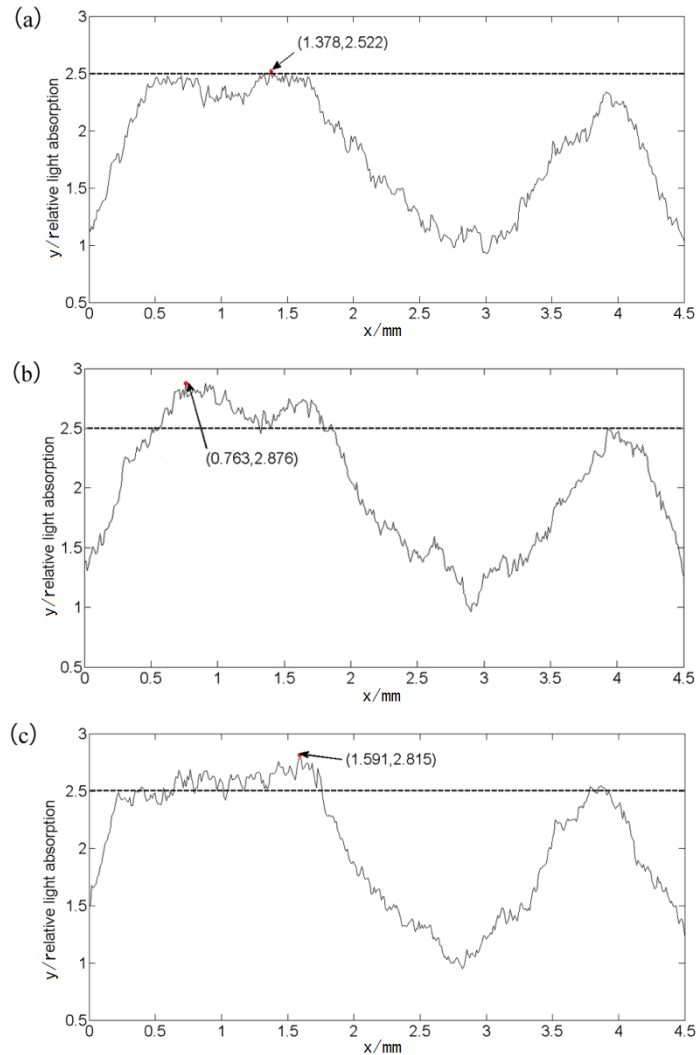 (a)
3
(1.378,2.522)
2.5
2
1.5
1
0.5
y/relative light absorption
0 0.5 1 1.5 2 2.5 3 3.5 4 4.5
x/mm
(b)
3
2.5
(0.763,2.876)
2
1.5
1
0.5
y/relative light absorption
0 0.5 1 1.5 2 2.5 3 3.5 4 4.5
x/mm
(c)
3
(1.591,2.815)
2.5
2
1.5
1
0.5
y/relative light absorption
0 0.5 1 1.5 2 2.5 3 3.5 4 4.5
x/mm